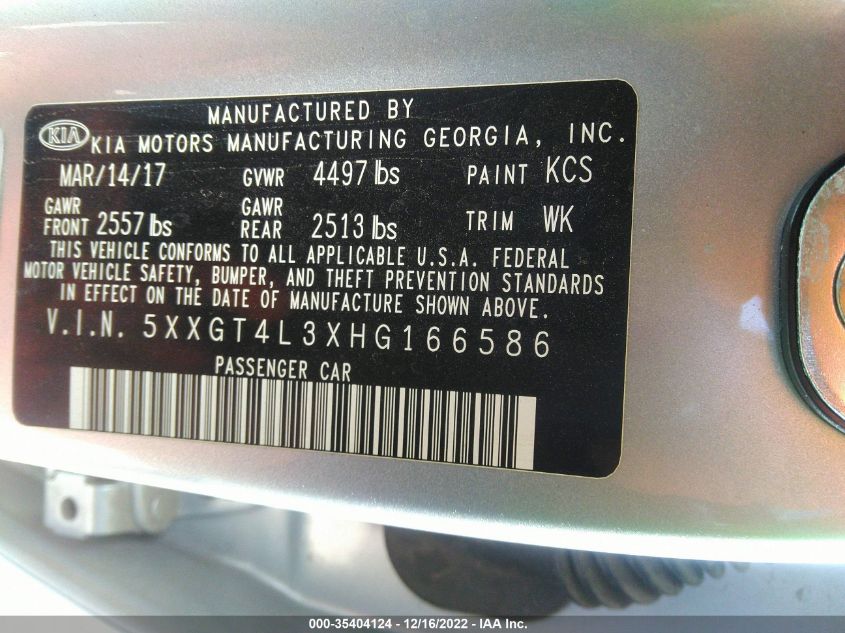 MANUFACTURED BY
KIA KIA MOTORS MANUFACTURING GEORGIA, INC.
MAR/14/17 GVWR 4497 lbs PAINT KCS
GAWR FRONT 2557 lbs GAWR REAR 2513 lbs TRIM WK
THIS VEHICLE CONFORMS TO ALL APPLICABLE U.S.A. FEDERAL
MOTOR VEHICLE SAFETY, BUMPER, AND THEFT PREVENTION STANDARDS
IN EFFECT ON THE DATE OF MANUFACTURE SHOWN ABOVE.
V.I.N. 5XXGT4L3XHG166586
PASSENGER CAR
000-35404124 - 12/16/2022 - IAA Inc.